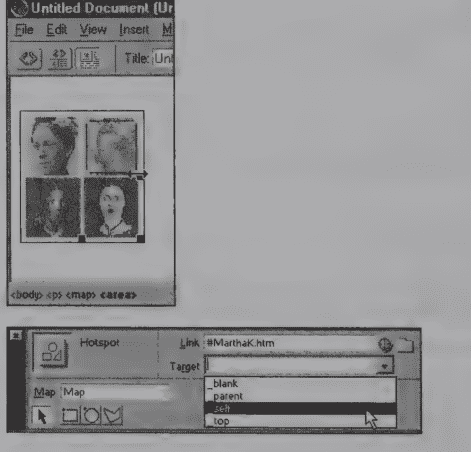 Untitled Document (Un
File Edit View Insert M
Title: Unt
<body> <p> <map> <area>
Hotspot
Link #MarthaK.htm
Target
_blank
_parent
_self
_top
Map Map